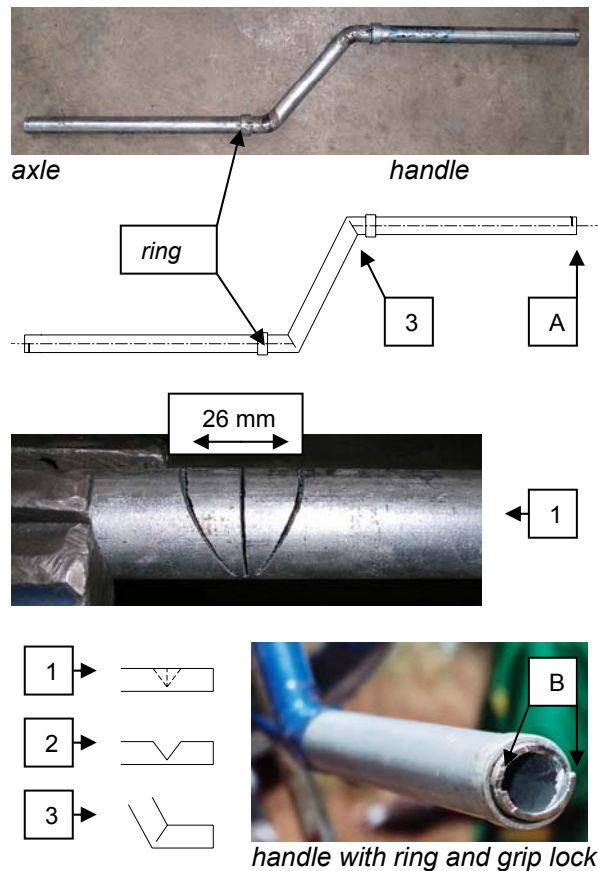 axle
handle
ring
3
A
26 mm
1
1
B
2
3
handle with ring and grip lock